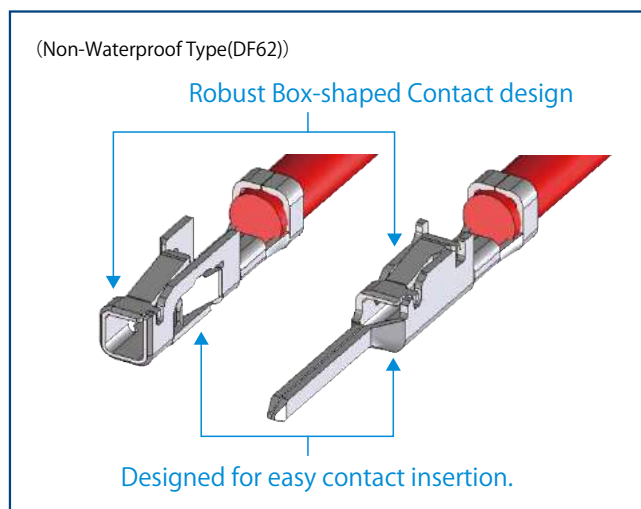 （Non-Waterproof Type(DF62)）
Robust Box-shaped Contact design
Designed for easy contact insertion.